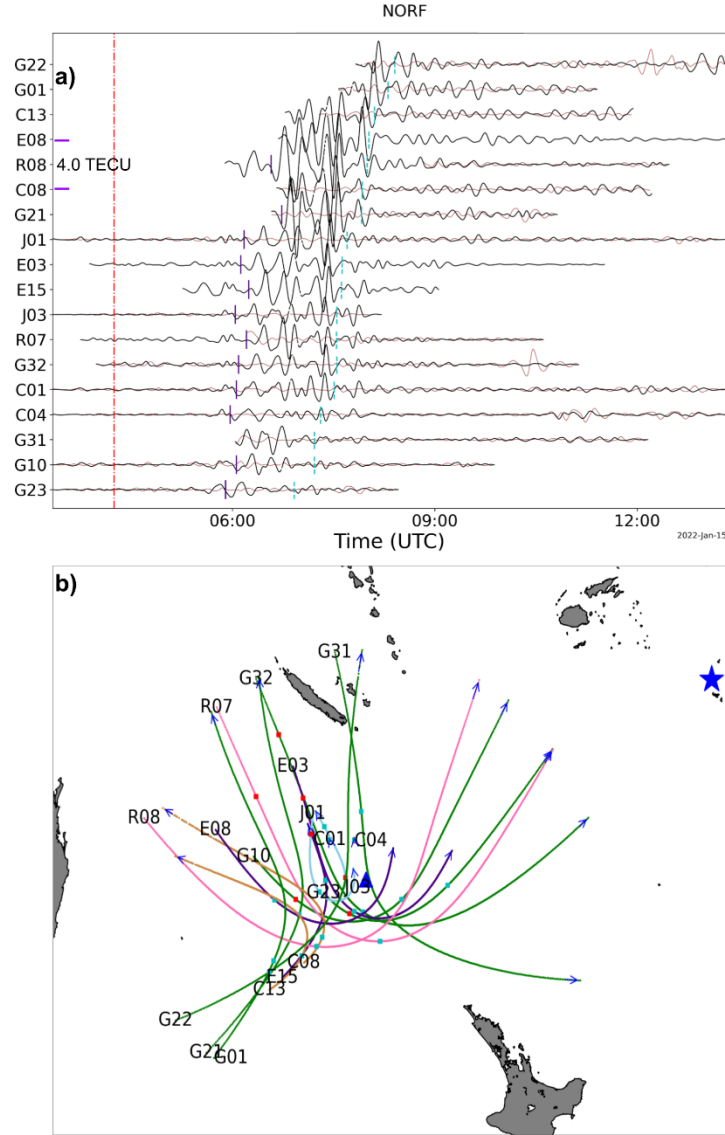 NORF
a)
G22
G01
C13
E08
R08
4.0 TECU
C08
G21
J01
E03
E15
J03
R07
G32
C01
C04
G31
G10
G23
06:00 09:00 12:00
Time (UTC)
2022-Jan-15
b)
G31
G32
R07
E03
R08
J01
E08
C01 C04
G10
G23 J03
C08
E15
C13
G22
G21 G01